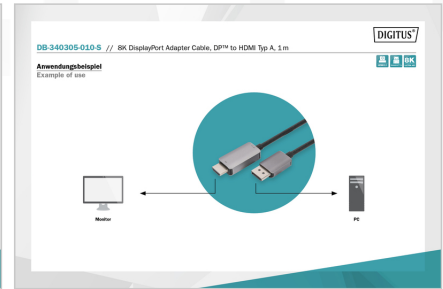 DIGITUS®
DB-340305-010-S // 8K DisplayPort Adapter Cable, DP™ to HDMI Typ A, 1 m
Anwendungsbeispiel
Example of use
8K
Monitor
PC